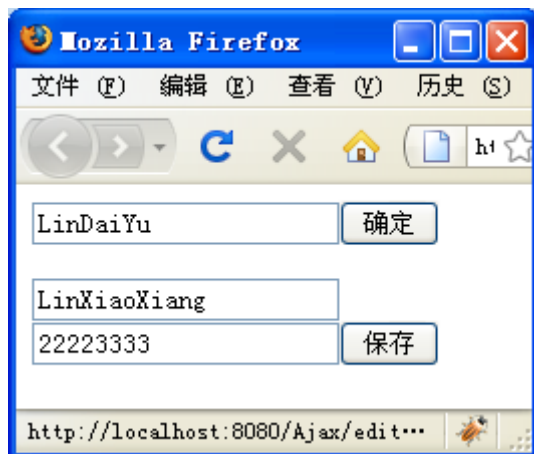 Mozilla Firefox
文件 (F) 编辑 (E) 查看 (V) 历史 (S)
ht
LinDaiYu 确定
LinXiaoXiang
22223333 保存
http://localhost:8080/Ajax/edit…